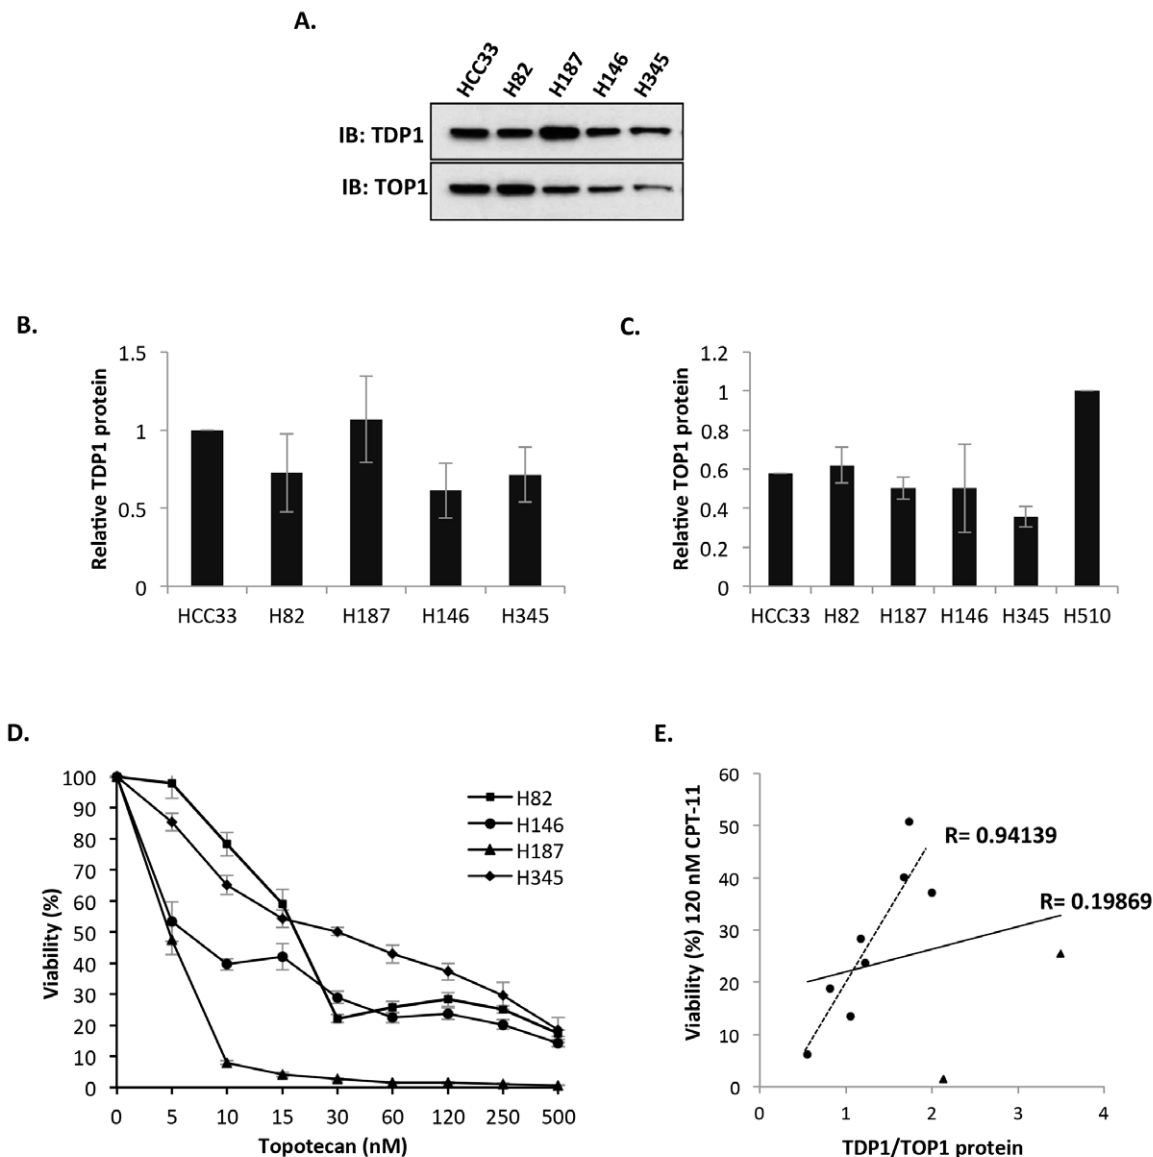 A.
HCC33 H82 H187 H146 H345
IB: TDP1
IB: TOP1
B.
Relative TDP1 protein
1.5
1
0.5
0
HCC33 H82 H187 H146 H345
C.
Relative TOP1 protein
1.2
1
0.8
0.6
0.4
0.2
0
HCC33 H82 H187 H146 H345 H510
D.
Viability (%)
100
90
80
70
60
50
40
30
20
10
0
H82
H146
H187
H345
0 5 10 15 30 60 120 250 500
Topotecan (nM)
E.
Viability (%) 120 nM CPT-11
60
50
40
30
20
10
0
R= 0.94139
R= 0.19869
0 1 2 3 4
TDP1/TOP1 protein